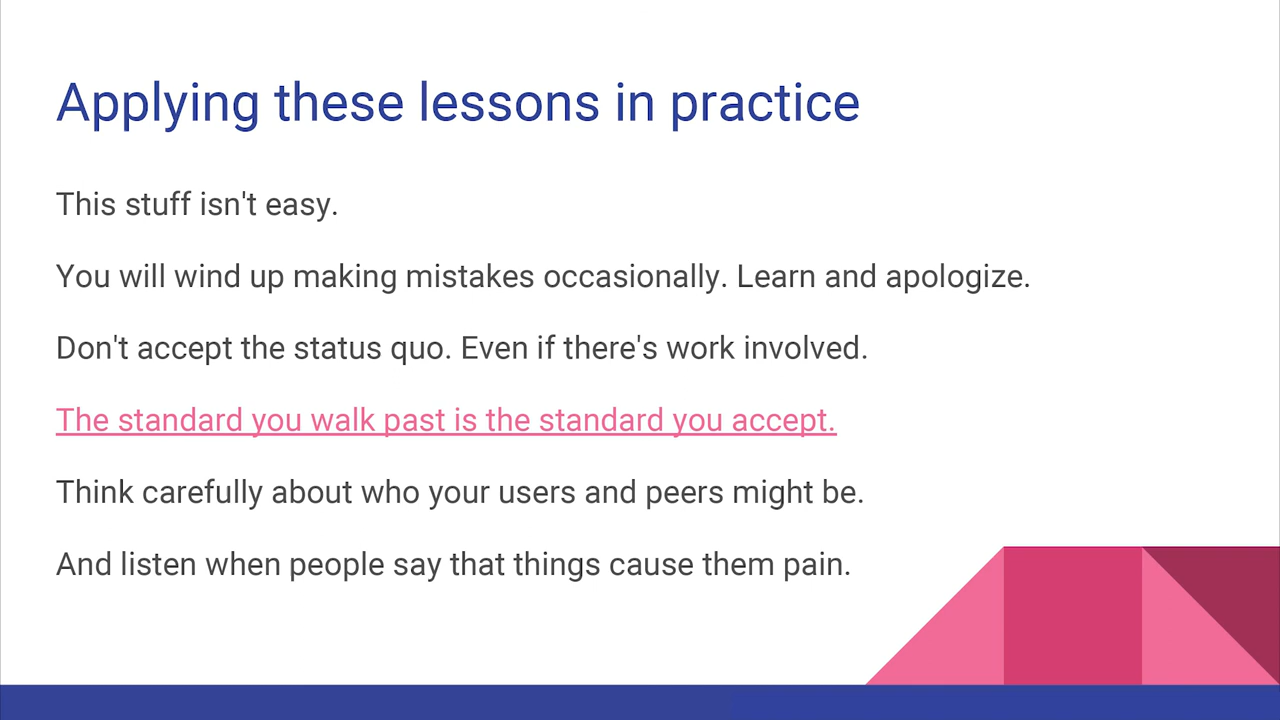 Applying these lessons in practice
This stuff isn't easy.
You will wind up making mistakes occasionally. Learn and apologize.
Don't accept the status quo. Even if there's work involved.
The standard you walk past is the standard you accept.
Think carefully about who your users and peers might be.
And listen when people say that things cause them pain.